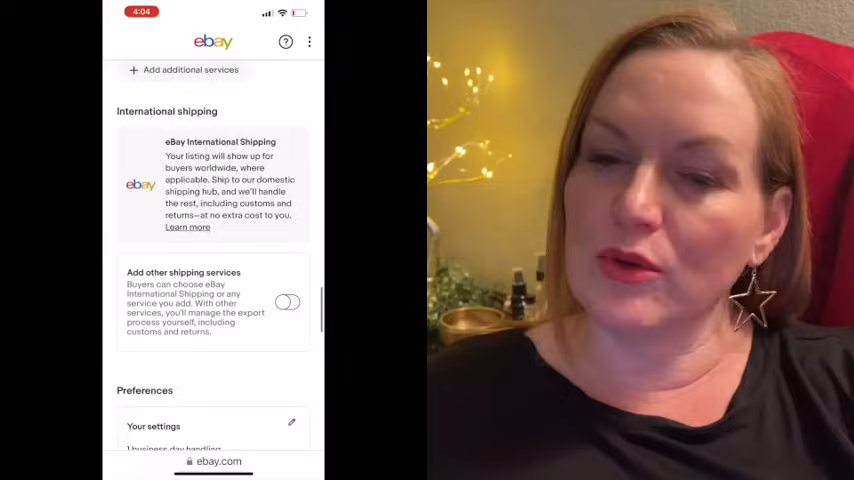 4:04
ebay
Add additional services
International shipping
eBay International Shipping
Your listing will show up for
buyers worldwide, where
applicable. Ship to our domestic
shipping hub, and we'll handle
the rest, including customs and
returns—at no extra cost to you.
Learn more
ebay
Add other shipping services
Buyers can choose eBay
International Shipping or any
service you add. With other
services, you'll manage the export
process yourself, including
customs and returns.
Preferences
Your settings
1 business day handling
ebay.com